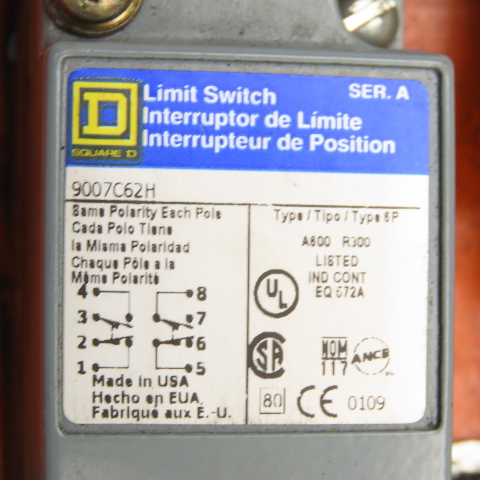 Limit Switch SER. A
Interruptor de Límite
Interrupteur de Position
D
SQUARE D
9007C62H
Same Polarity Each Pole
Cada Polo Tiene
la Misma Polaridad
Chaque Pôle a la
Même Polarité
4 8
3 7
2 6
1 5
Made in USA
Hecho en EUA
Fabriqué aux E.-U.
Type / Tipo / Type 6P
A600 R300
LISTED
IND CONT
EQ 672A
UL
SA
NOM
117
ANCE
80 CE 0109